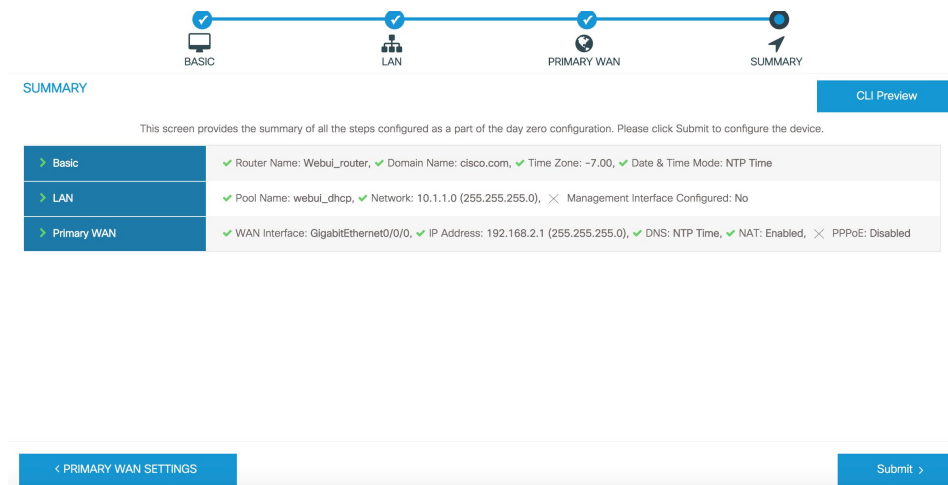 BASIC
LAN
PRIMARY WAN
SUMMARY
SUMMARY
CLI Preview
This screen provides the summary of all the steps configured as a part of the day zero configuration. Please click Submit to configure the device.
Basic
Router Name: Webui_router, Domain Name: cisco.com, Time Zone: -7.00, Date & Time Mode: NTP Time
LAN
Pool Name: webui_dhcp, Network: 10.1.1.0 (255.255.255.0), Management Interface Configured: No
Primary WAN
WAN Interface: GigabitEthernet0/0/0, IP Address: 192.168.2.1 (255.255.255.0), DNS: NTP Time, NAT: Enabled, PPPoE: Disabled
< PRIMARY WAN SETTINGS
Submit >